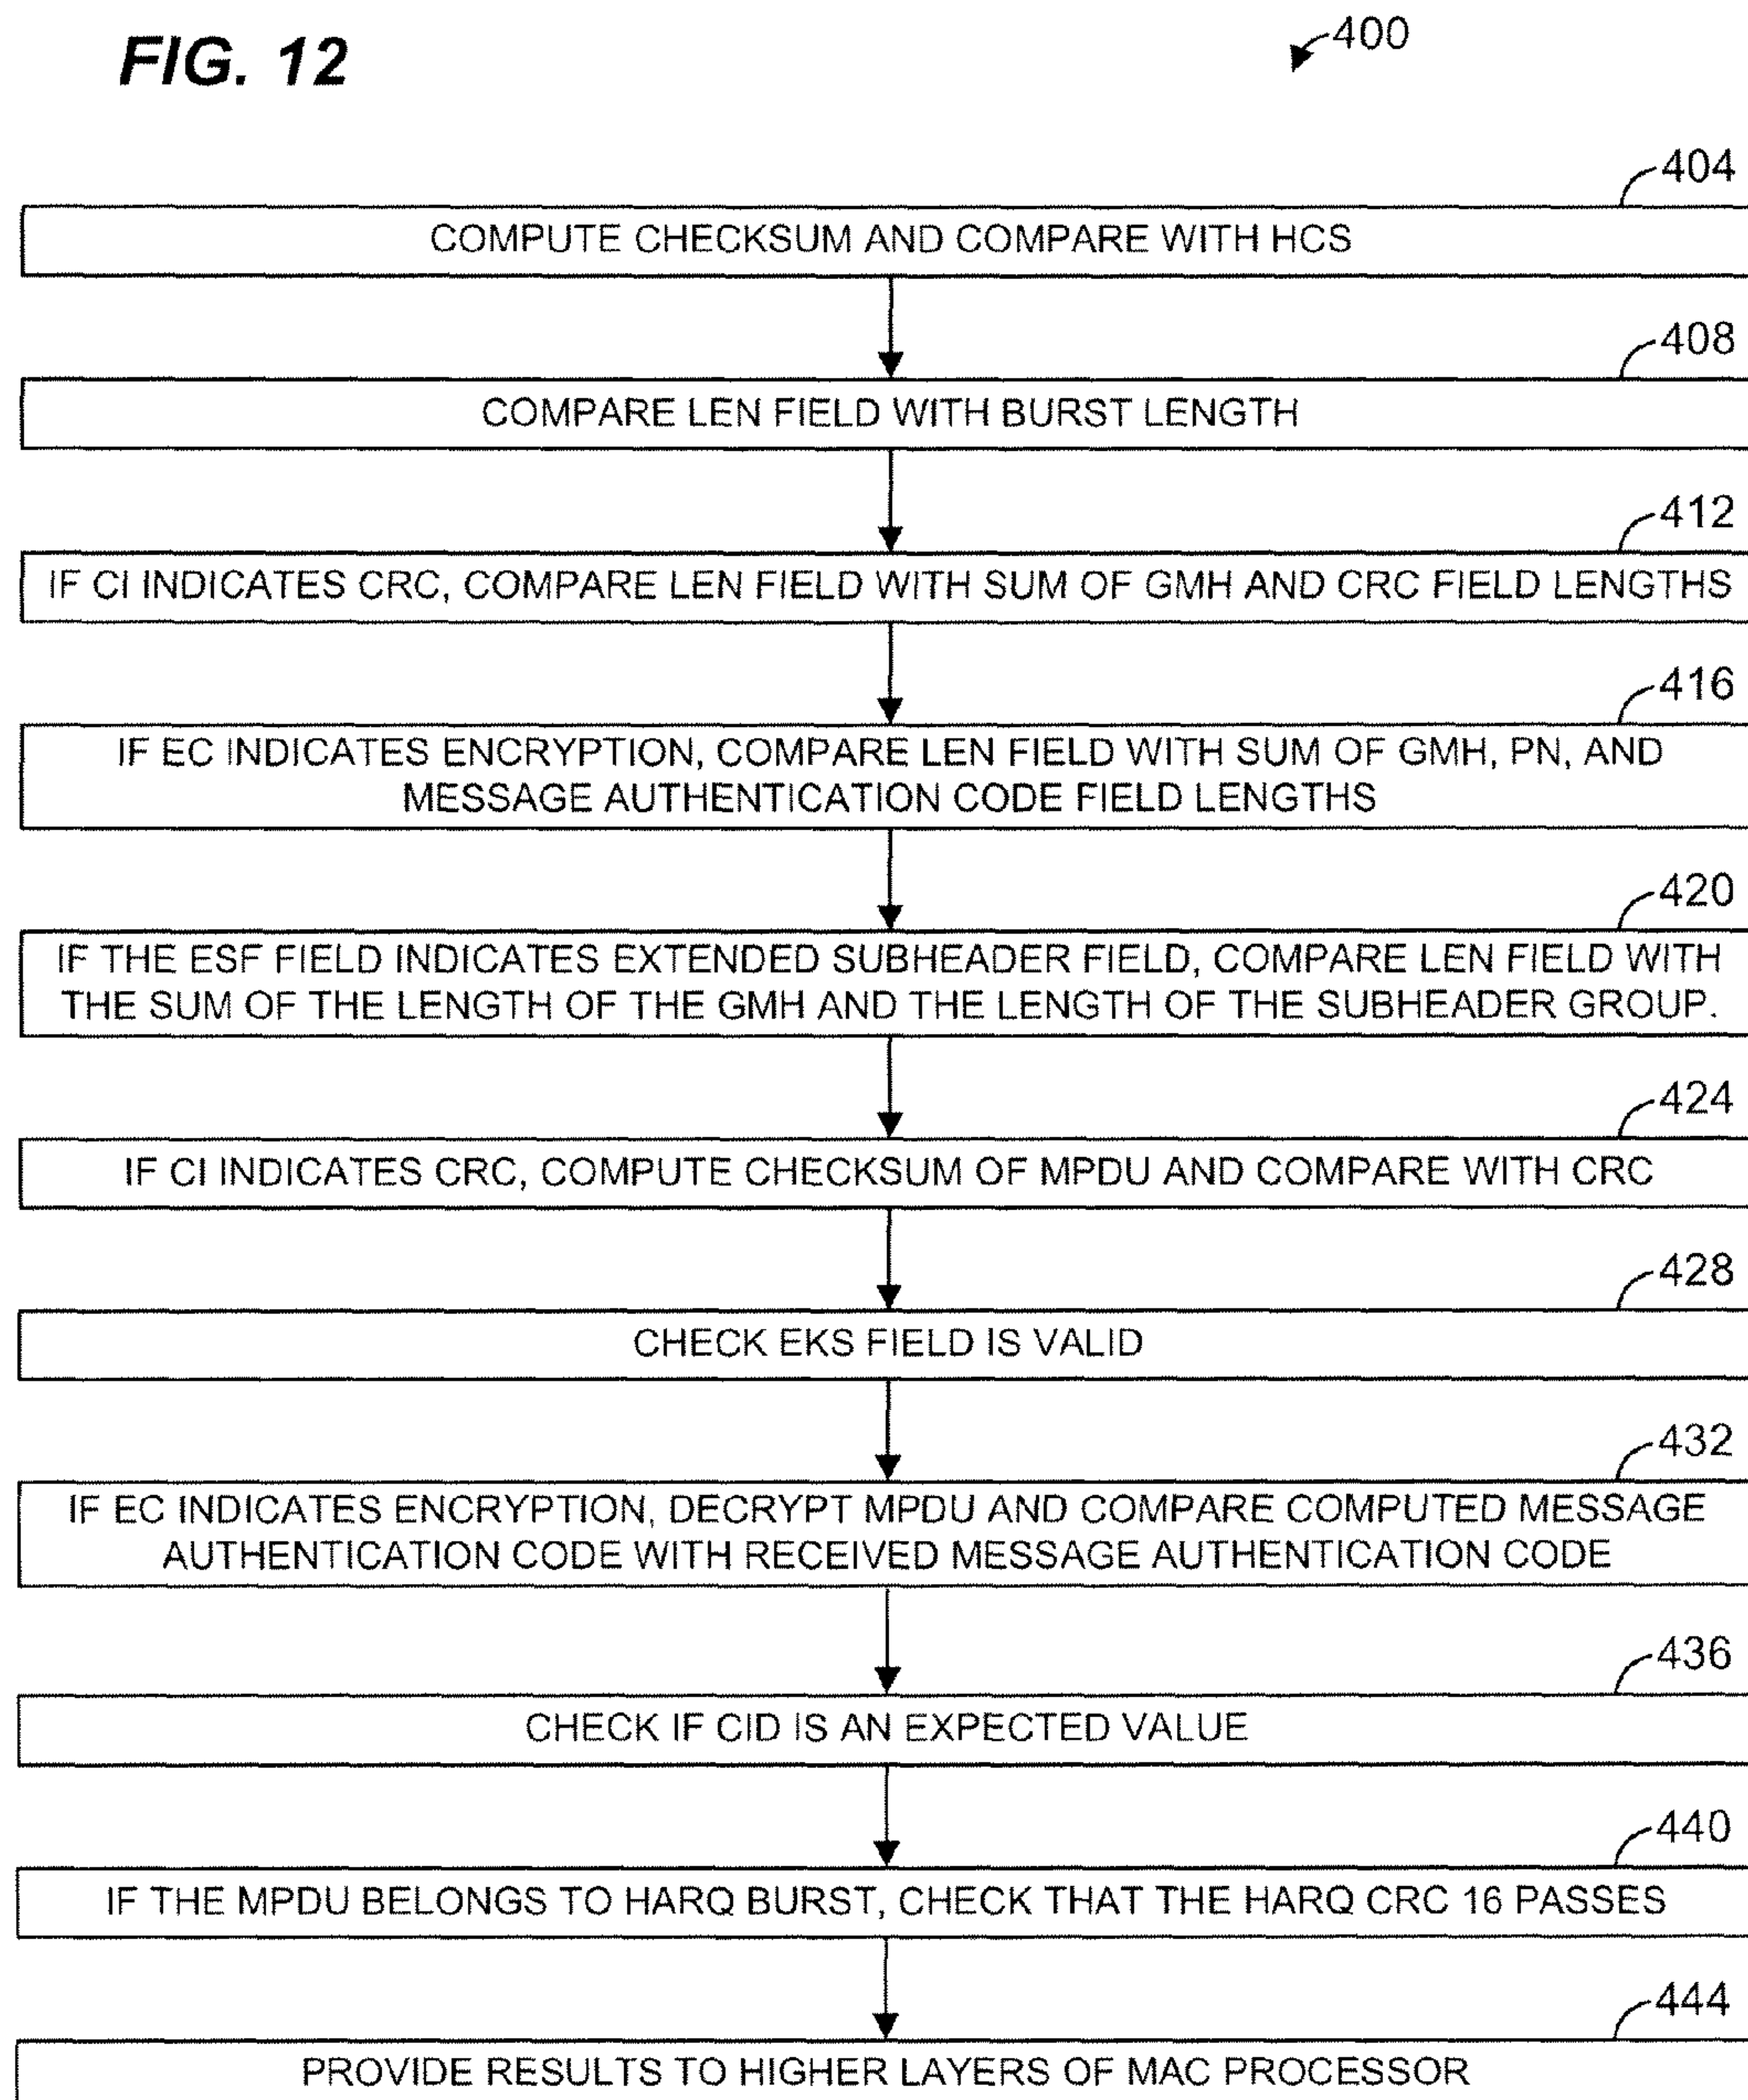 FIG. 12
400
404
COMPUTE CHECKSUM AND COMPARE WITH HCS
408
COMPARE LEN FIELD WITH BURST LENGTH
412
IF CI INDICATES CRC, COMPARE LEN FIELD WITH SUM OF GMH AND CRC FIELD LENGTHS
416
IF EC INDICATES ENCRYPTION, COMPARE LEN FIELD WITH SUM OF GMH, PN, AND
MESSAGE AUTHENTICATION CODE FIELD LENGTHS
420
IF THE ESF FIELD INDICATES EXTENDED SUBHEADER FIELD, COMPARE LEN FIELD WITH
THE SUM OF THE LENGTH OF THE GMH AND THE LENGTH OF THE SUBHEADER GROUP.
424
IF CI INDICATES CRC, COMPUTE CHECKSUM OF MPDU AND COMPARE WITH CRC
428
CHECK EKS FIELD IS VALID
432
IF EC INDICATES ENCRYPTION, DECRYPT MPDU AND COMPARE COMPUTED MESSAGE
AUTHENTICATION CODE WITH RECEIVED MESSAGE AUTHENTICATION CODE
436
CHECK IF CID IS AN EXPECTED VALUE
440
IF THE MPDU BELONGS TO HARQ BURST, CHECK THAT THE HARQ CRC 16 PASSES
444
PROVIDE RESULTS TO HIGHER LAYERS OF MAC PROCESSOR